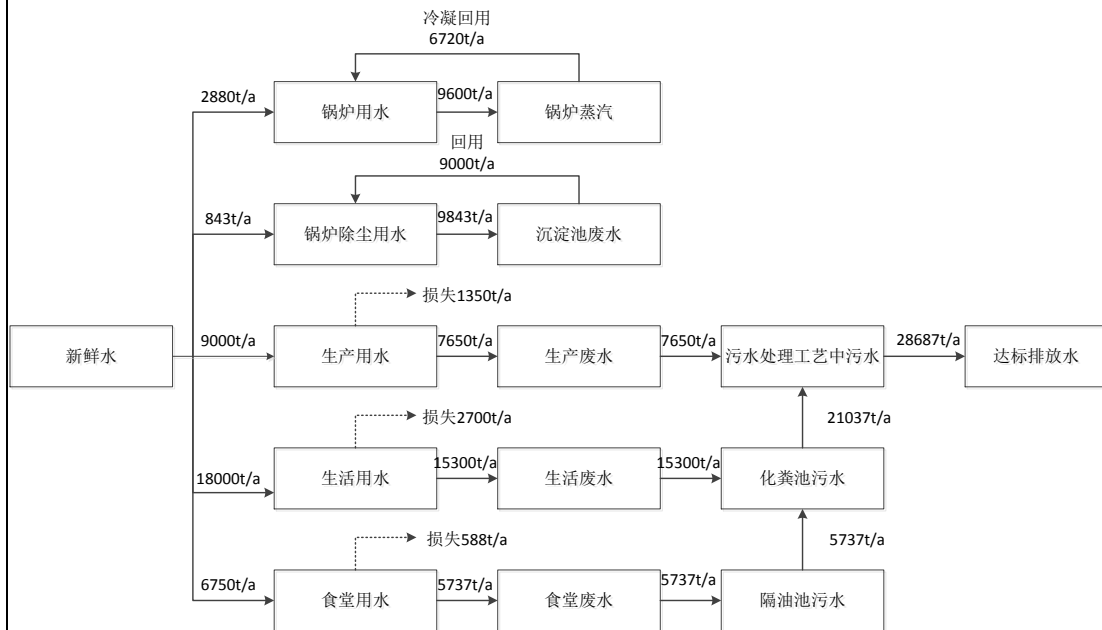 冷凝回用
6720t/a
2880t/a
锅炉用水
9600t/a
锅炉蒸汽
回用
9000t/a
843t/a
锅炉除尘用水
9843t/a
沉淀池废水
损失1350t/a
新鲜水
9000t/a
生产用水
7650t/a
生产废水
7650t/a
污水处理工艺中污水
28687t/a
达标排放水
损失2700t/a
21037t/a
18000t/a
生活用水
15300t/a
生活废水
15300t/a
化粪池污水
损失588t/a
5737t/a
6750t/a
食堂用水
5737t/a
食堂废水
5737t/a
隔油池污水